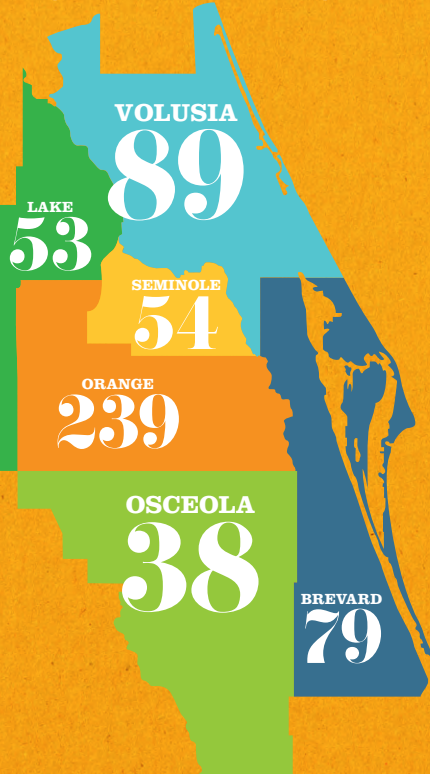 VOLUSIA
89
LAKE
53
SEMINOLE
54
ORANGE
239
OSCEOLA
38
BREVARD
79